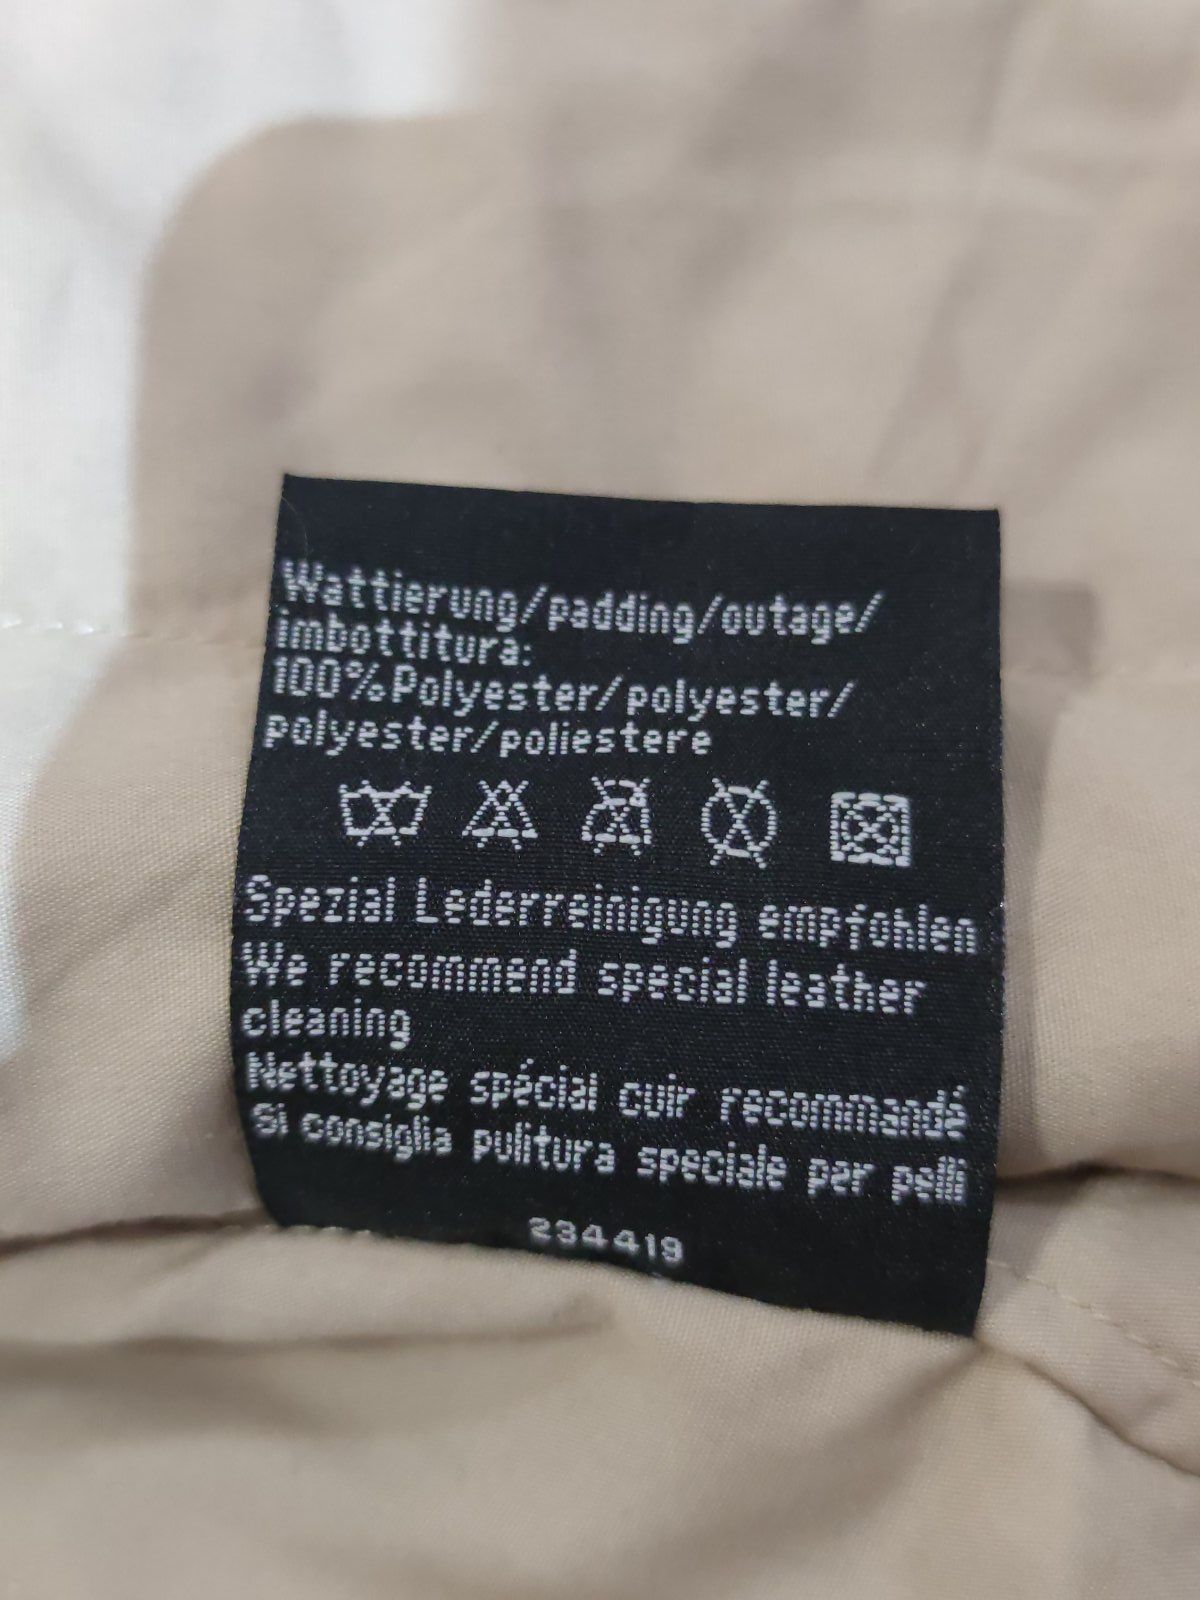 Wattierung/padding/outage/
imbottitura:
100%Polyester/polyester/
polyester/poliestere
Spezial Lederreinigung empfohlen
We recommend special leather
cleaning
Nettoyage spécial cuir recommandé
Si consiglia pulitura speciale per pelli
234419